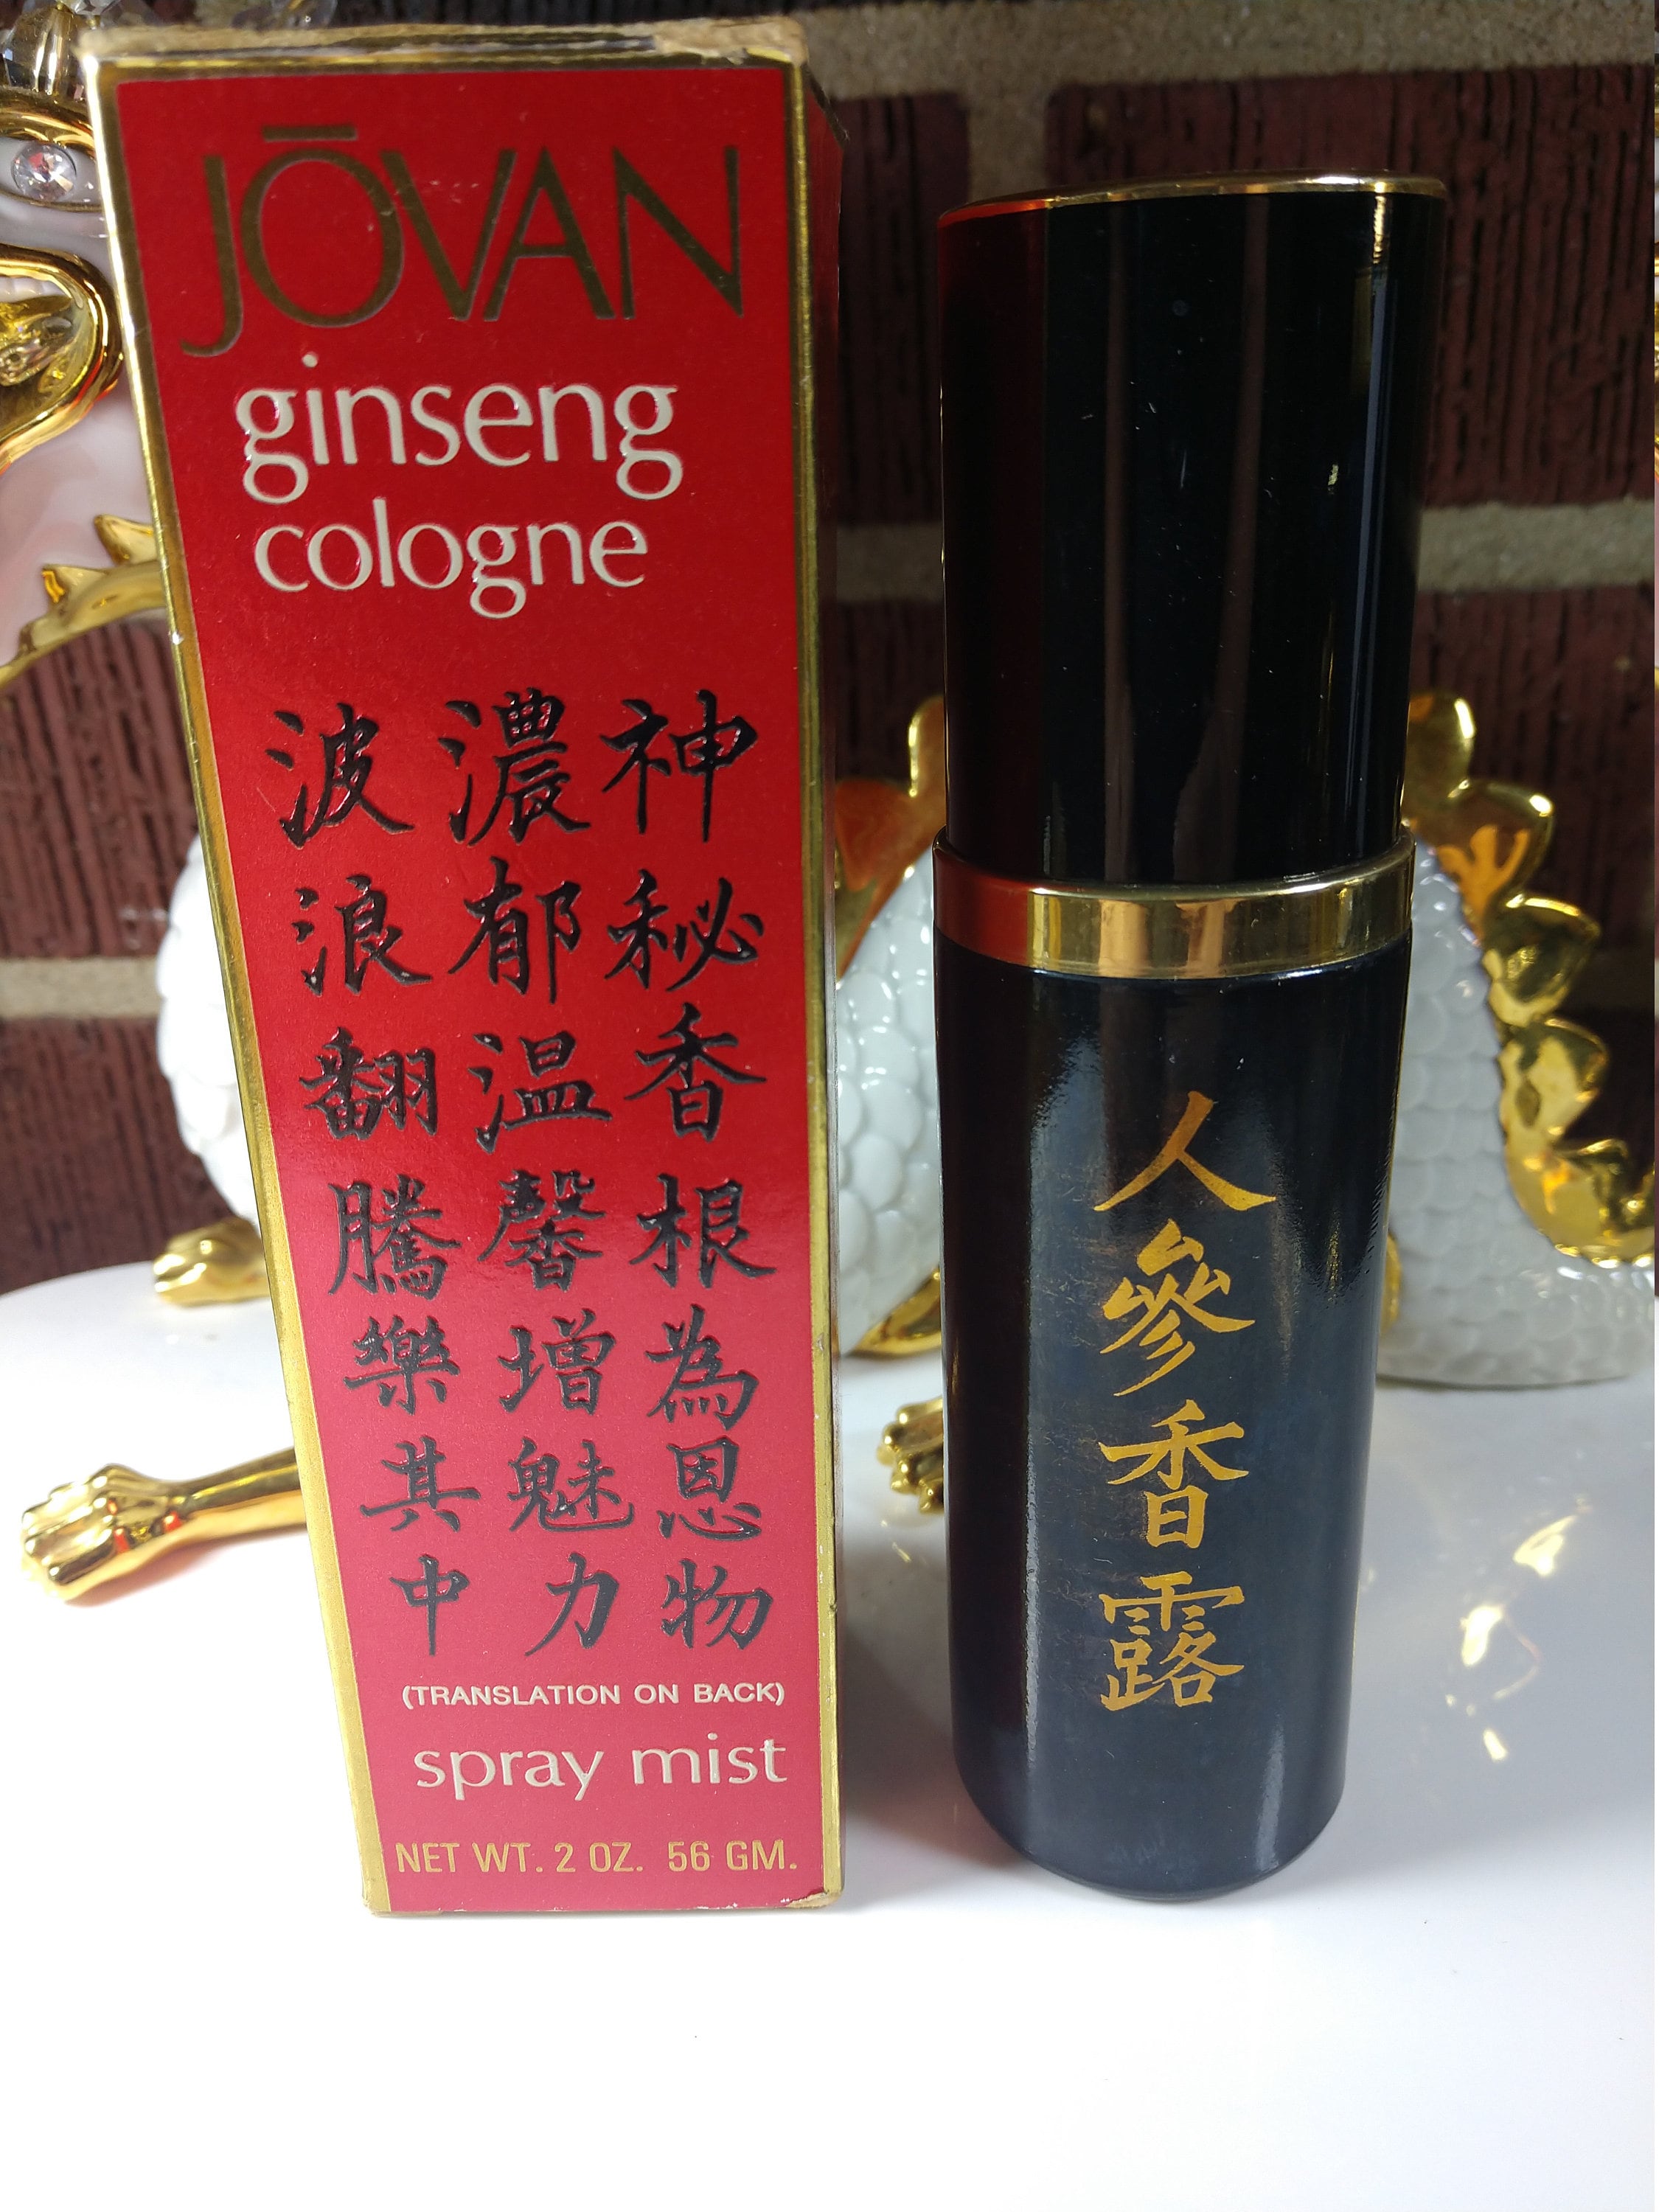 JŌVAN
ginseng
cologne
神秘香根為恩物
濃郁温馨增魅力
波浪翻騰樂其中
(TRANSLATION ON BACK)
spray mist
NET WT. 2 OZ. 56 GM.
人參香露